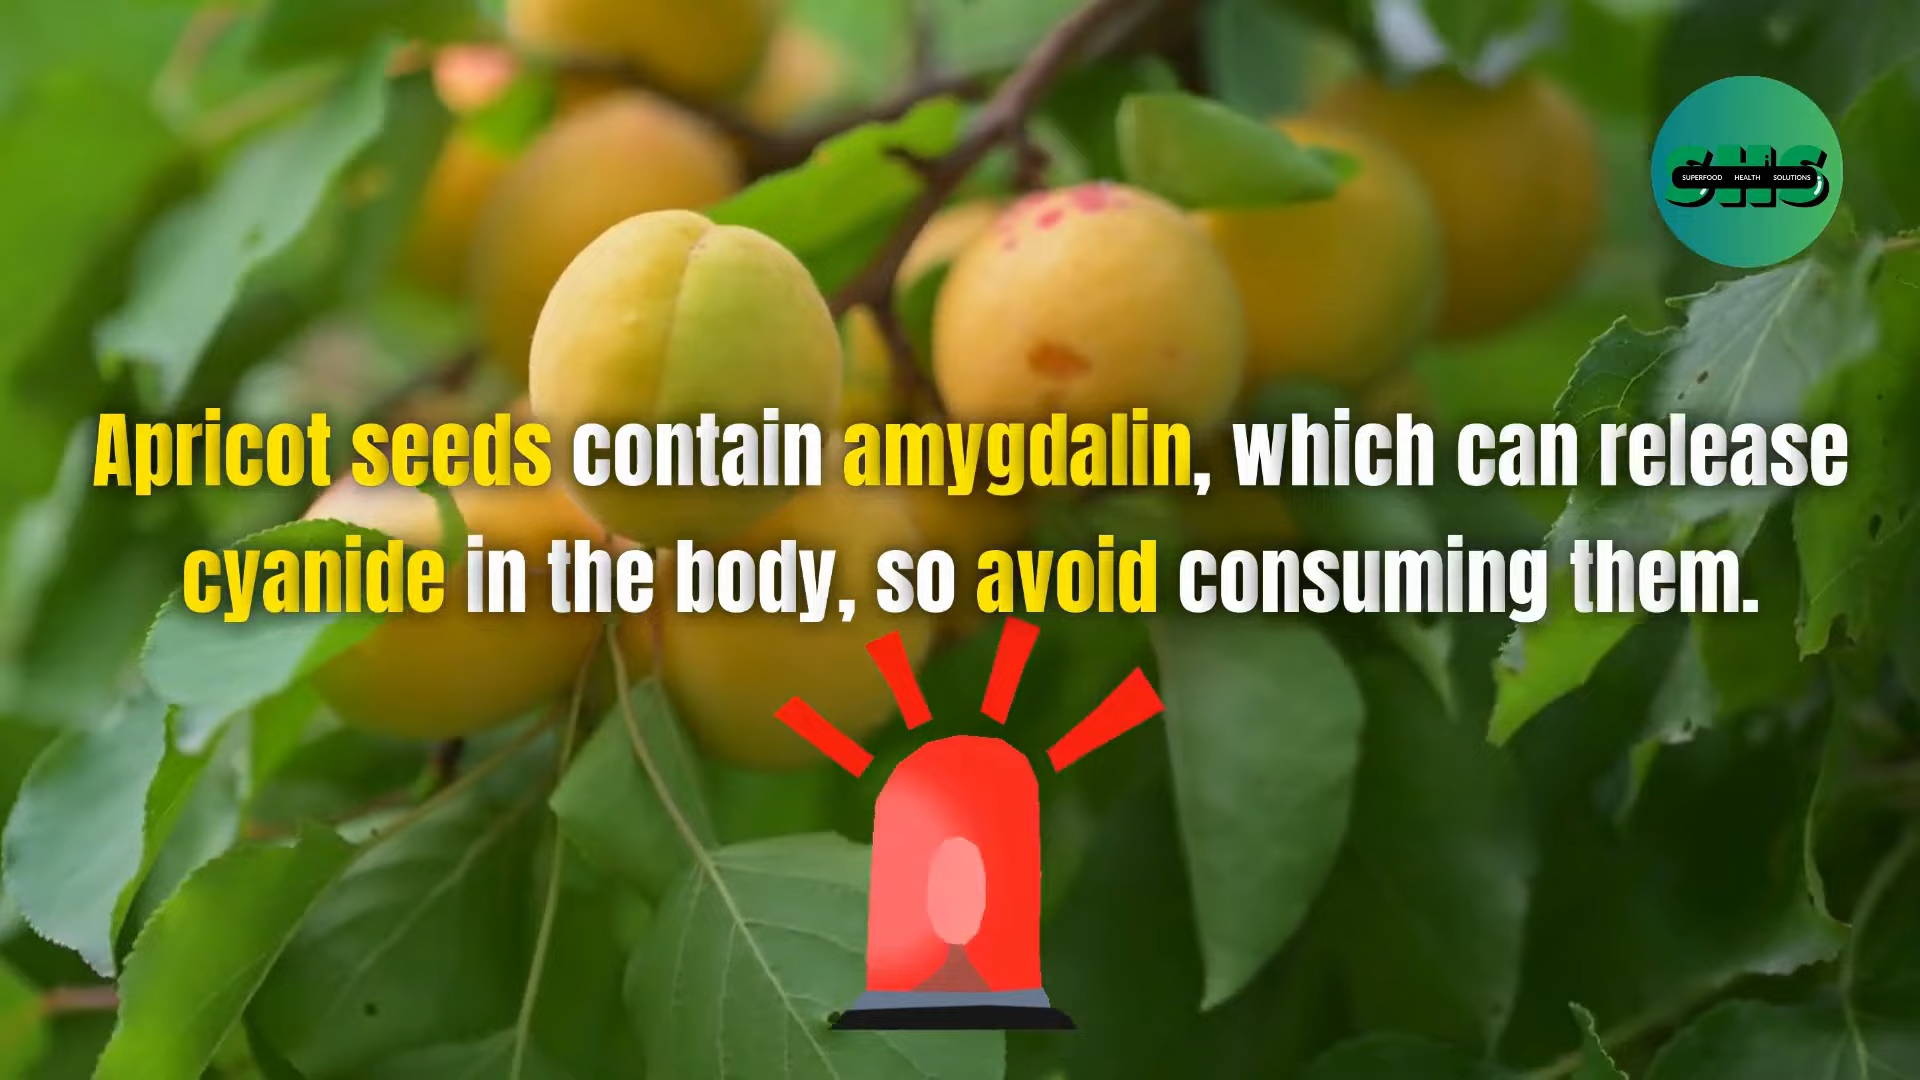 SHS
SUPERFOOD HEALTH SOLUTIONS
Apricot seeds contain amygdalin, which can release
cyanide in the body, so avoid consuming them.